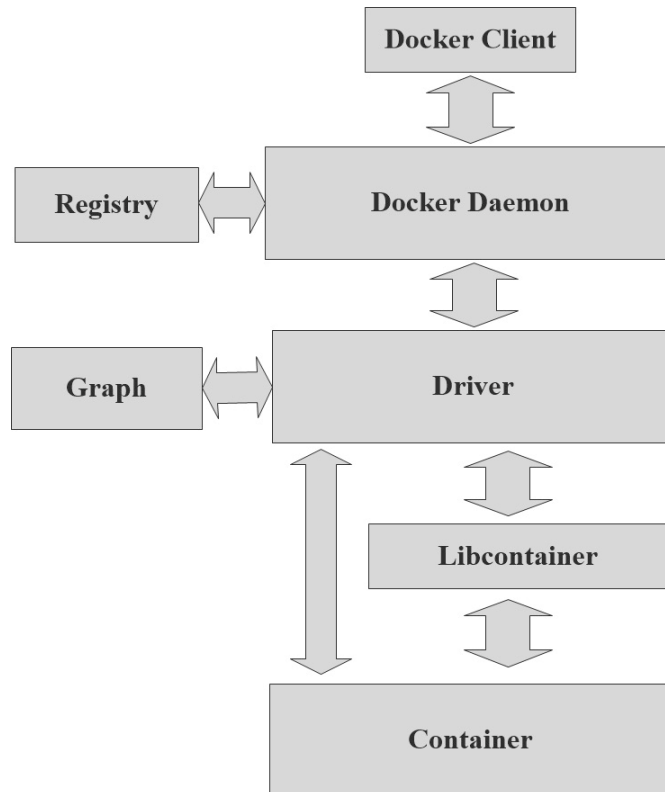 Docker Client
Registry
Docker Daemon
Graph
Driver
Libcontainer
Container